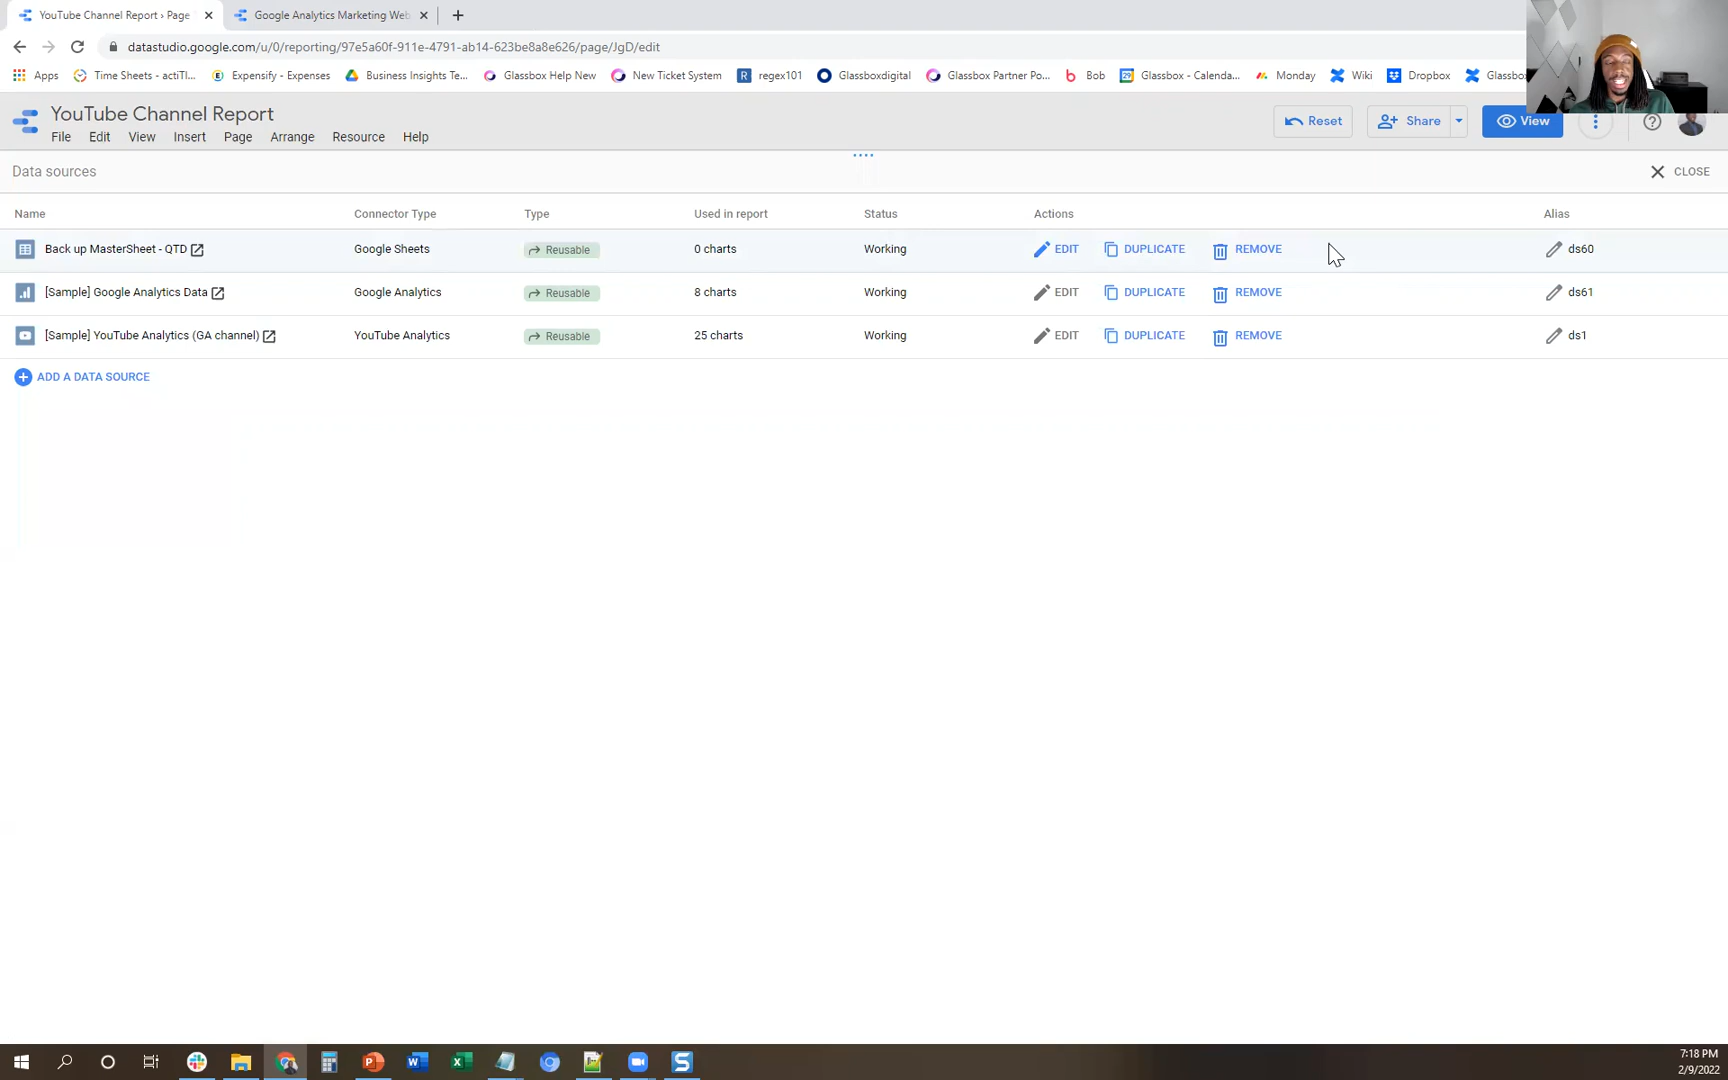 YouTube Channel Report › Page
Google Analytics Marketing Web
datastudio.google.com/u/0/reporting/97e5a60f-911e-4791-ab14-623be8a8e626/page/JgD/edit
Apps Time Sheets - actiTI... Expensify - Expenses Business Insights Te... Glassbox Help New New Ticket System regex101 Glassboxdigital Glassbox Partner Po... Bob Glassbox - Calenda... Monday Wiki Dropbox Glassbox
YouTube Channel Report
File Edit View Insert Page Arrange Resource Help
Reset Share View
Data sources
CLOSE
Name Connector Type Type Used in report Status Actions Alias
Back up MasterSheet - QTD Google Sheets Reusable 0 charts Working EDIT DUPLICATE REMOVE ds60
[Sample] Google Analytics Data Google Analytics Reusable 8 charts Working EDIT DUPLICATE REMOVE ds61
[Sample] YouTube Analytics (GA channel) YouTube Analytics Reusable 25 charts Working EDIT DUPLICATE REMOVE ds1
ADD A DATA SOURCE
7:18 PM
2/9/2022